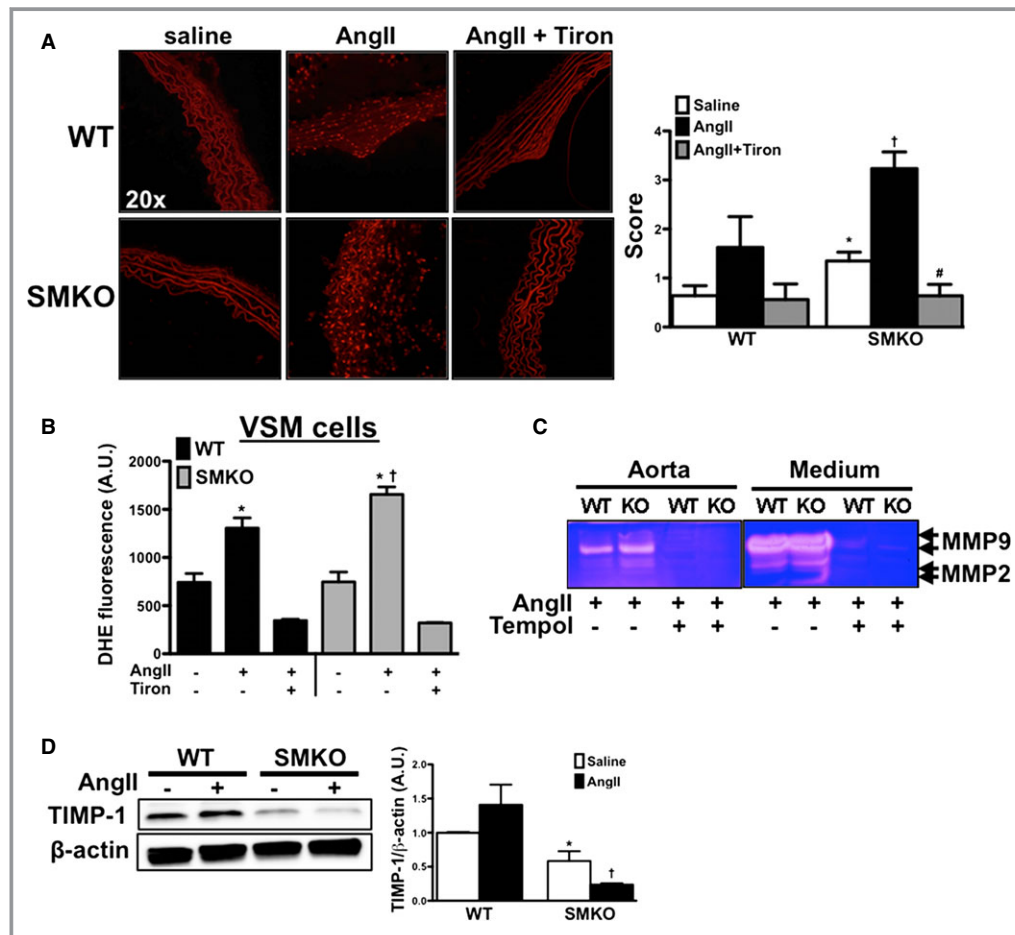 A
saline AngII AngII + Tiron
WT
20x
SMKO
Saline
AngII
AngII+Tiron
Score
4
3
2
1
0
*
†
#
WT SMKO
B
VSM cells
WT
SMKO
DHE fluorescence (A.U.)
2000
1500
1000
500
0
* * †
AngII - + + - + +
Tiron - - + - - +
C
Aorta Medium
WT KO WT KO WT KO WT KO
MMP9
MMP2
AngII + + + + + + + +
Tempol - - + + - - + +
D
WT SMKO
AngII - + - +
TIMP-1
β-actin
Saline
AngII
TIMP-1/β-actin (A.U.)
2.0
1.5
1.0
0.5
0.0
* †
WT SMKO